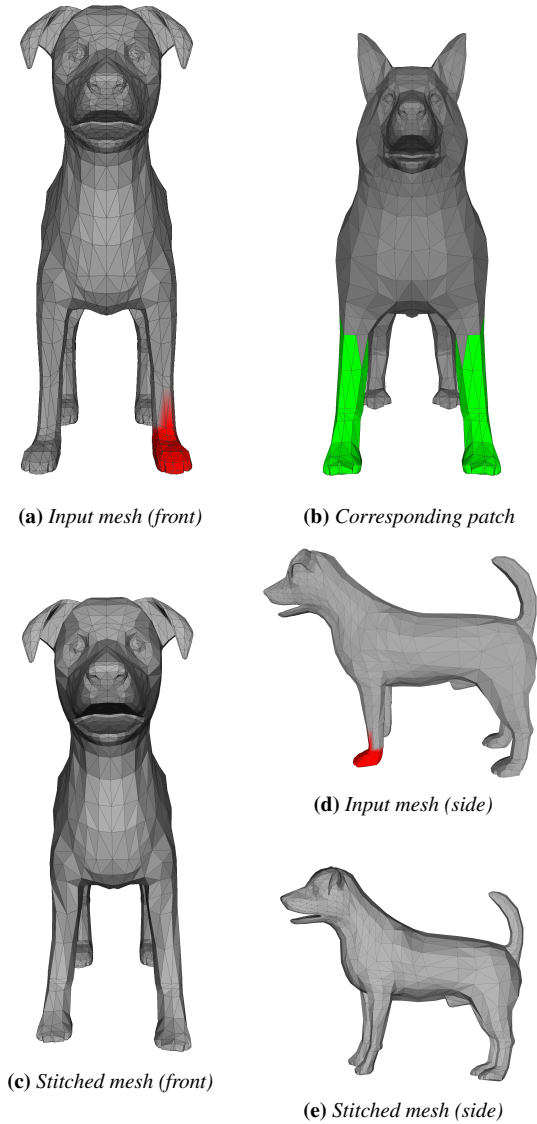 (a) Input mesh (front)
(b) Corresponding patch
(c) Stitched mesh (front)
(d) Input mesh (side)
(e) Stitched mesh (side)